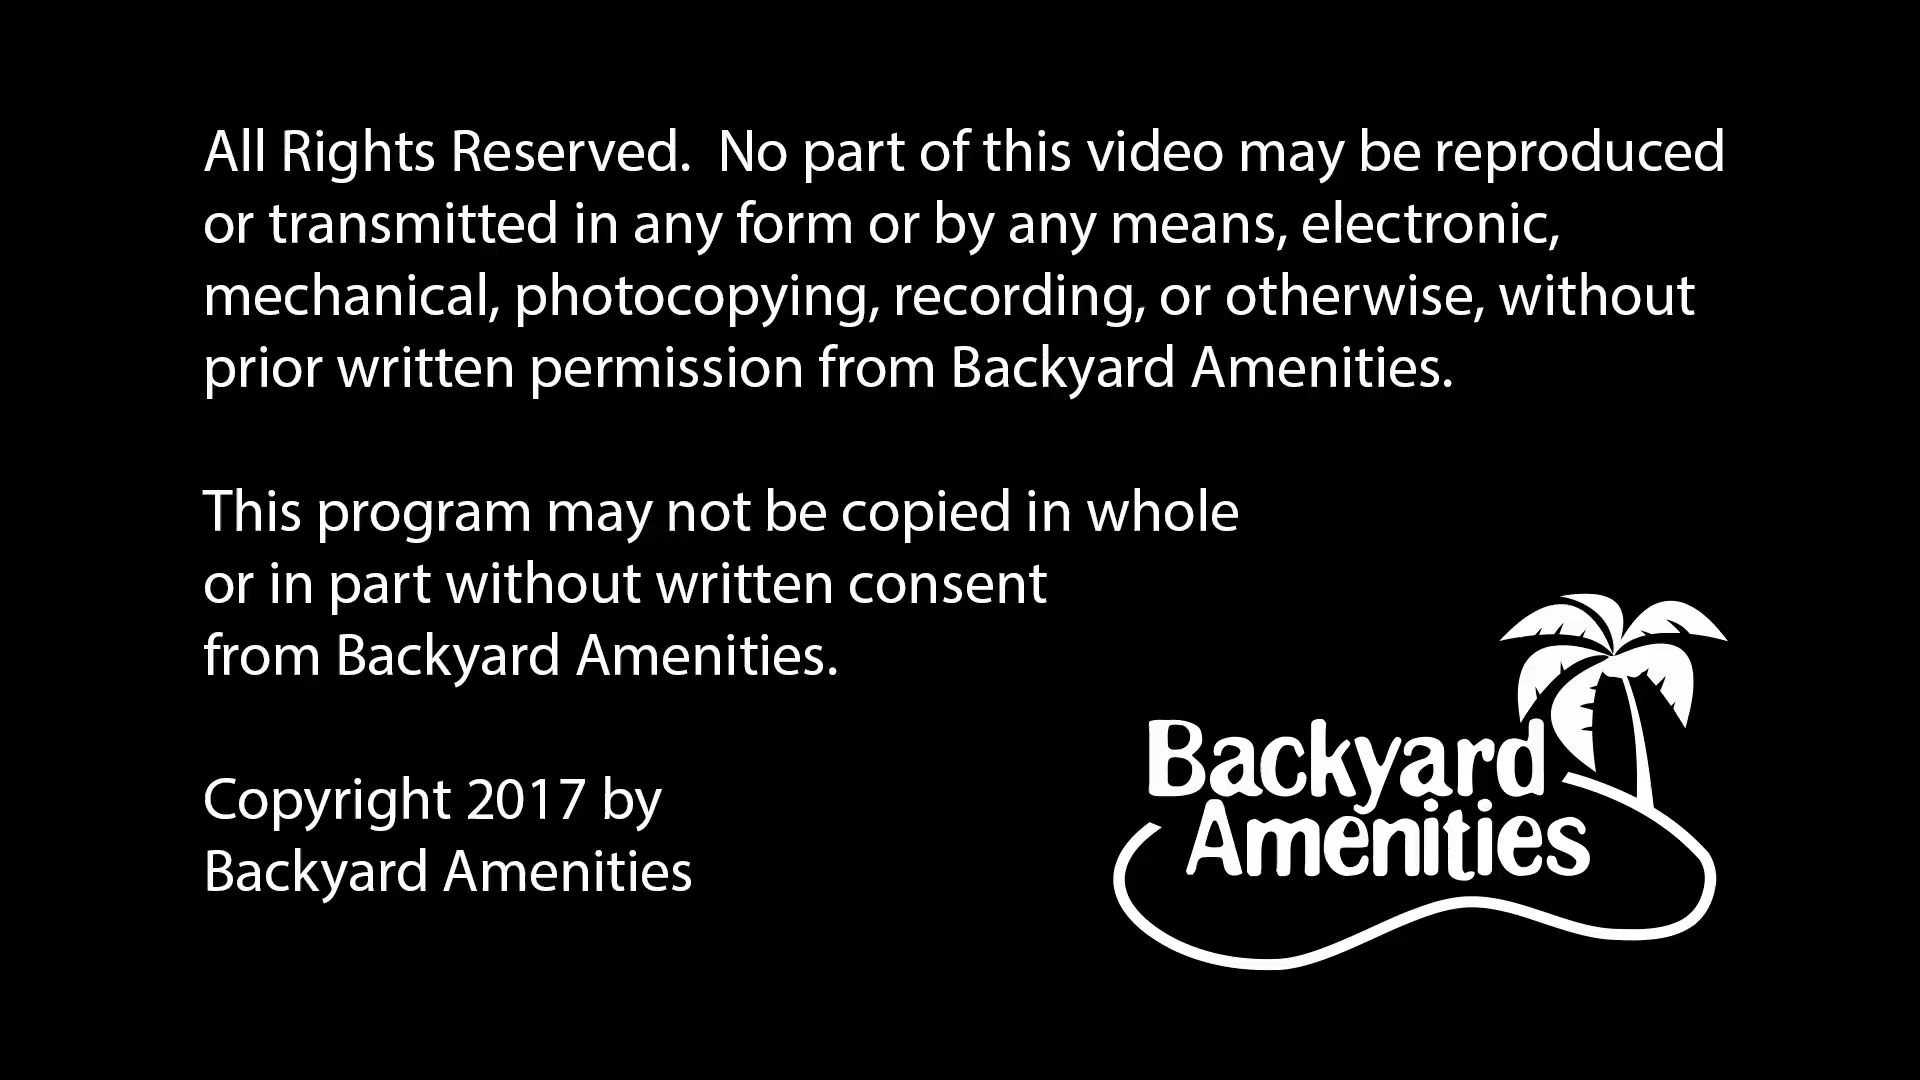 All Rights Reserved.  No part of this video may be reproduced
or transmitted in any form or by any means, electronic,
mechanical, photocopying, recording, or otherwise, without
prior written permission from Backyard Amenities.
This program may not be copied in whole
or in part without written consent
from Backyard Amenities.
Copyright 2017 by
Backyard Amenities
Backyard
Amenities